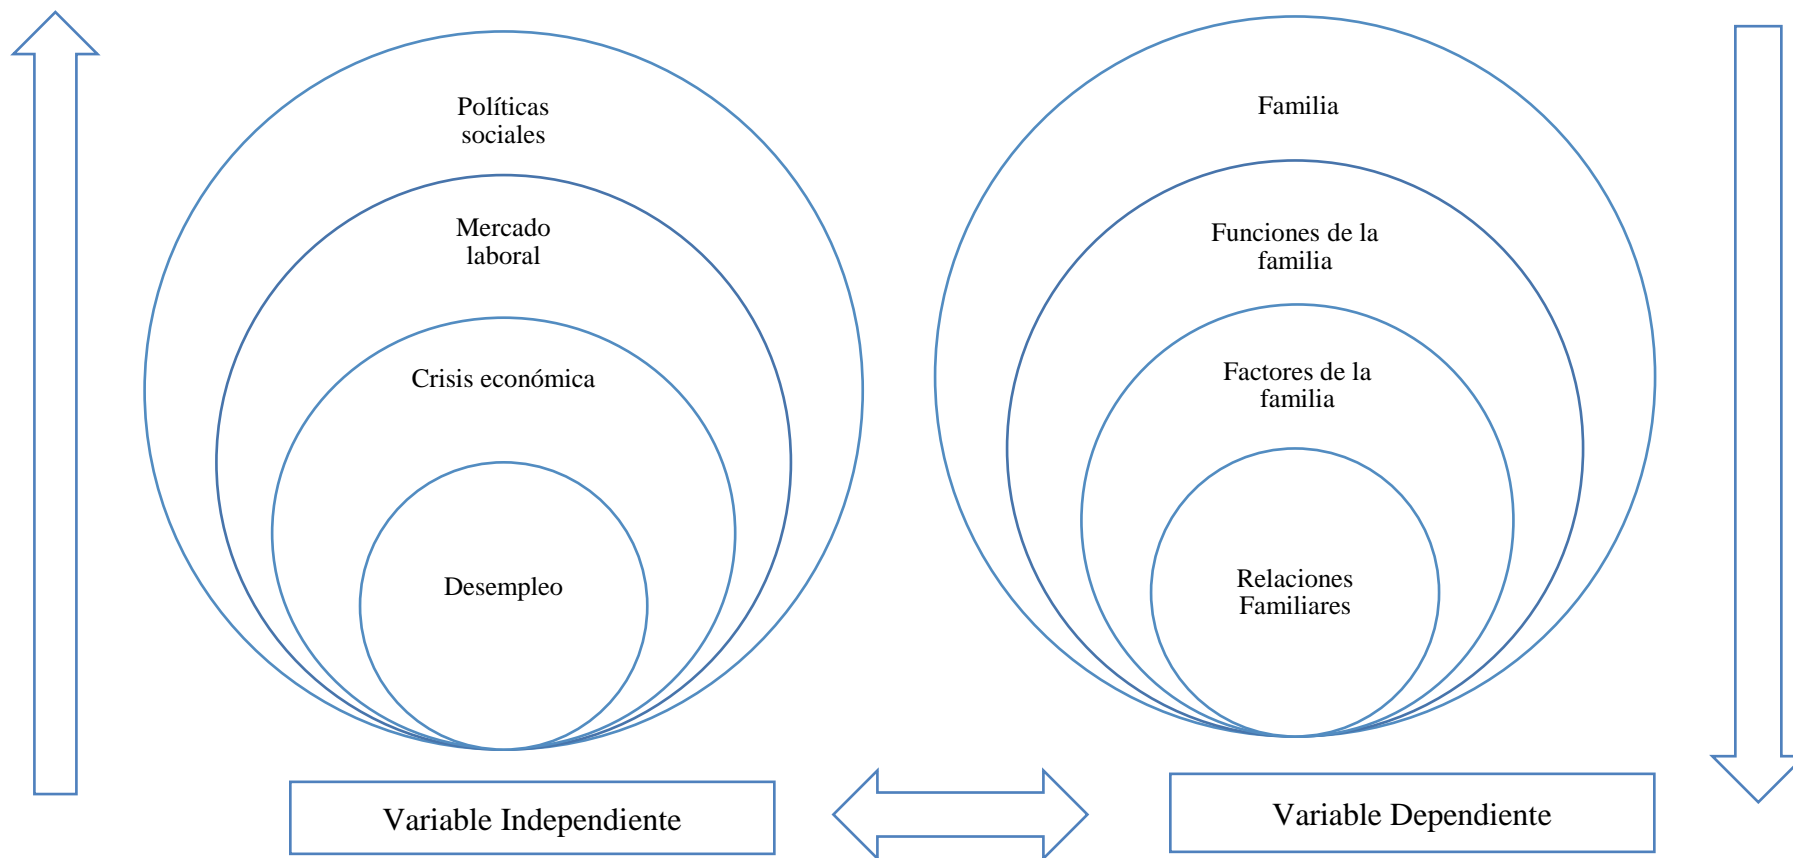 Políticas
sociales
Mercado
laboral
Crisis económica
Desempleo
Variable Independiente
Familia
Funciones de la
familia
Factores de la
familia
Relaciones
Familiares
Variable Dependiente